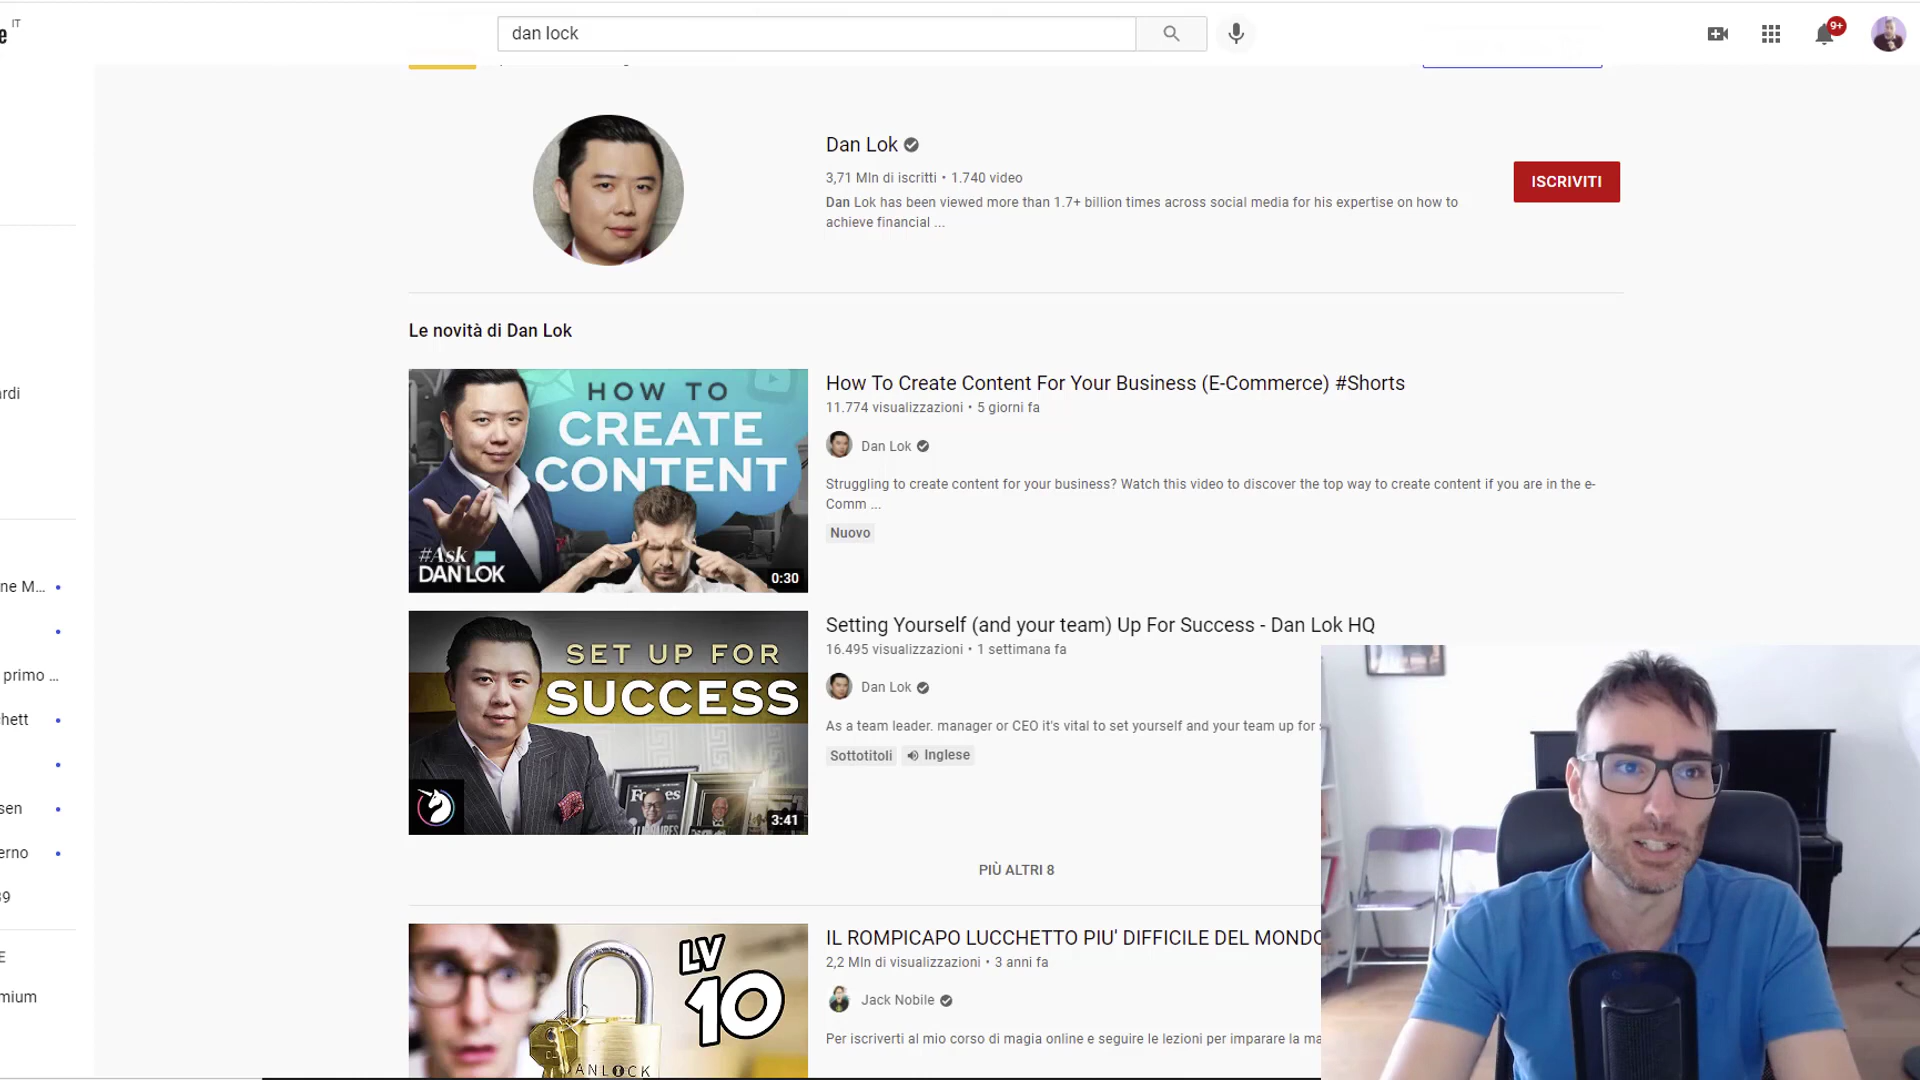 IT
dan lock
9+
Dan Lok
3,71 Mln di iscritti • 1.740 video
Dan Lok has been viewed more than 1.7+ billion times across social media for his expertise on how to
achieve financial ...
ISCRIVITI
Le novità di Dan Lok
HOW TO
CREATE
CONTENT
#Ask
DAN LOK
0:30
How To Create Content For Your Business (E-Commerce) #Shorts
11.774 visualizzazioni • 5 giorni fa
Dan Lok
Struggling to create content for your business? Watch this video to discover the top way to create content if you are in the e-
Comm ...
Nuovo
SET UP FOR
SUCCESS
Forbes
3:41
Setting Yourself (and your team) Up For Success - Dan Lok HQ
16.495 visualizzazioni • 1 settimana fa
Dan Lok
As a team leader. manager or CEO it's vital to set yourself and your team up for
Sottotitoli
Inglese
PIÙ ALTRI 8
LV
10
DANLOCK
IL ROMPICAPO LUCCHETTO PIU' DIFFICILE DEL MONDO
2,2 Mln di visualizzazioni • 3 anni fa
Jack Nobile
Per iscriverti al mio corso di magia online e seguire le lezioni per imparare la ma
ardi
ne M...
primo ...
hett
sen
erno
39
E
mium